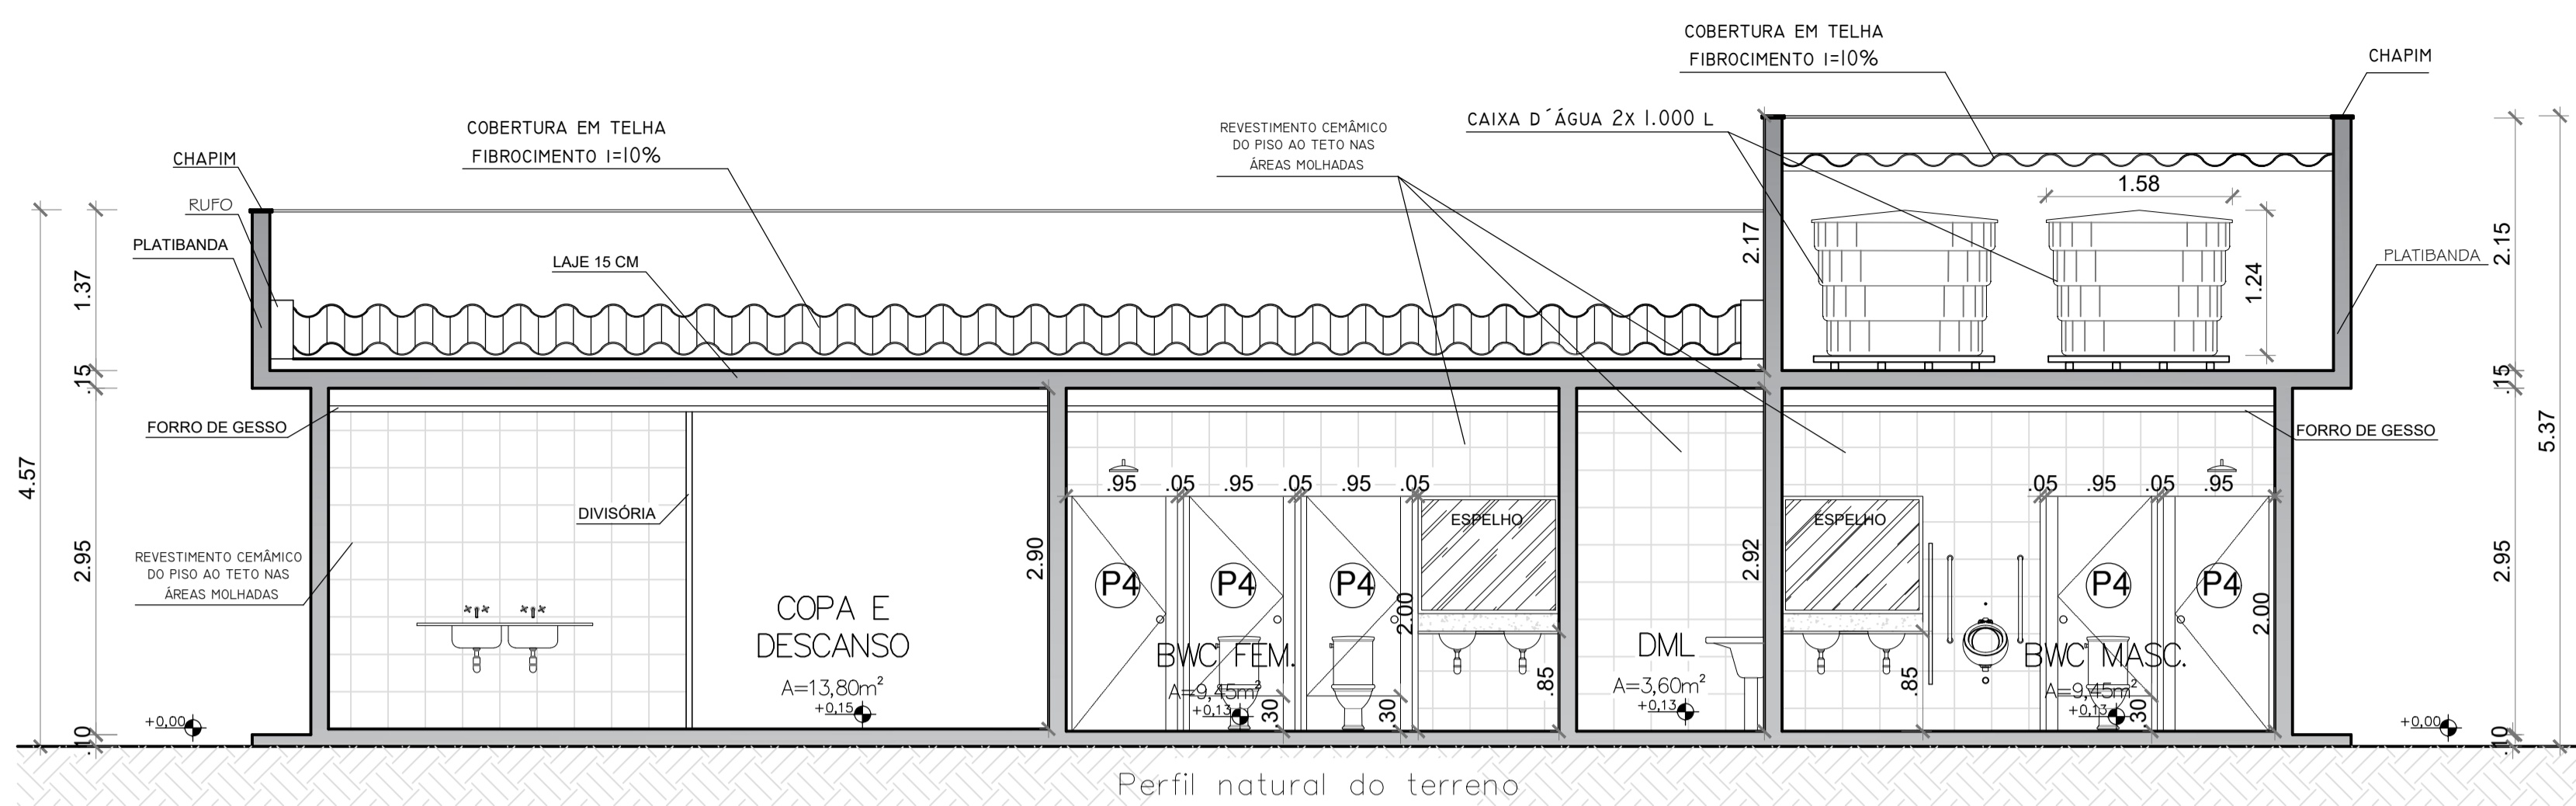 COBERTURA EM TELHA
FIBROCIMENTO I=10%
CHAPIM
CAIXA D´ÁGUA 2X 1.000 L
REVESTIMENTO CEMÂMICO
DO PISO AO TETO NAS
ÁREAS MOLHADAS
COBERTURA EM TELHA
FIBROCIMENTO I=10%
CHAPIM
RUFO
PLATIBANDA
LAJE 15 CM
1.58
1.24
2.17
2.15
PLATIBANDA
1.37
.15
.15
FORRO DE GESSO
FORRO DE GESSO
4.57
5.37
.95
.05
.95
.05
.95
.05
.05
.95
.05
.95
DIVISÓRIA
ESPELHO
ESPELHO
2.95
2.90
2.92
2.95
REVESTIMENTO CEMÂMICO
DO PISO AO TETO NAS
ÁREAS MOLHADAS
P4
P4
P4
P4
P4
2.00
2.00
COPA E
DESCANSO
A=13,80m²
+0,15
BWC FEM.
A=9,45m²
+0,13
.30
.30
.85
DML
A=3,60m²
+0,13
.85
BWC MASC.
A=9,45m²
+0,13
.30
+0,00
+0,00
.10
.10
Perfil natural do terreno